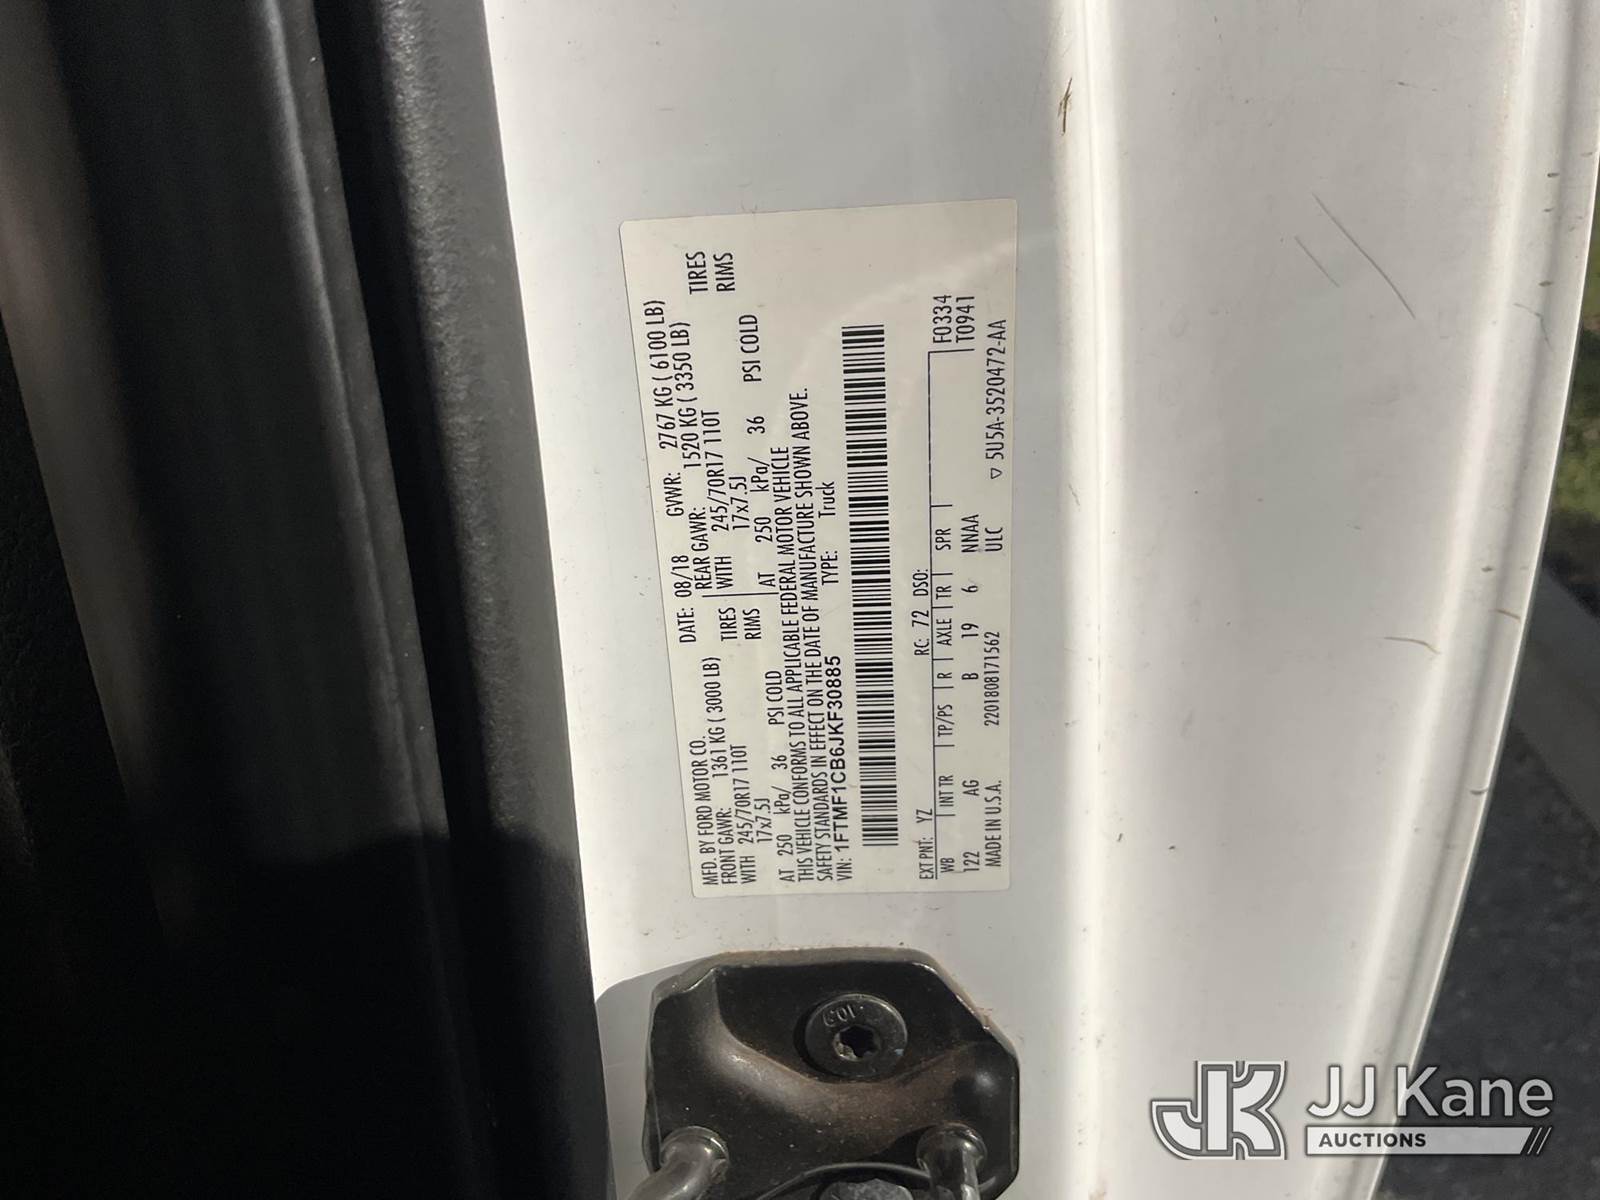 MFD. BY FORD MOTOR CO.
DATE: 08/18 GVWR: 2767 KG ( 6100 LB)
FRONT GAWR: 1361 KG ( 3000 LB) REAR GAWR: 1520 KG ( 3350 LB)
WITH 245/70R17 110T TIRES WITH 245/70R17 110T TIRES
17x7.5J RIMS 17x7.5J RIMS
AT 250 kPa/ 36 PSI COLD AT 250 kPa/ 36 PSI COLD
THIS VEHICLE CONFORMS TO ALL APPLICABLE FEDERAL MOTOR VEHICLE
SAFETY STANDARDS IN EFFECT ON THE DATE OF MANUFACTURE SHOWN ABOVE.
VIN: 1FTMF1CB6JKF30885 TYPE: Truck
EXT PNT: YZ RC: 72 DSO:
WB INT TR TP/PS R AXLE TR SPR F0334
122 AG B 19 6 NNAA T0941
MADE IN U.S.A. 220180817156​2 ULC ▽ 5U5A-3520472-AA
JJ Kane
AUCTIONS